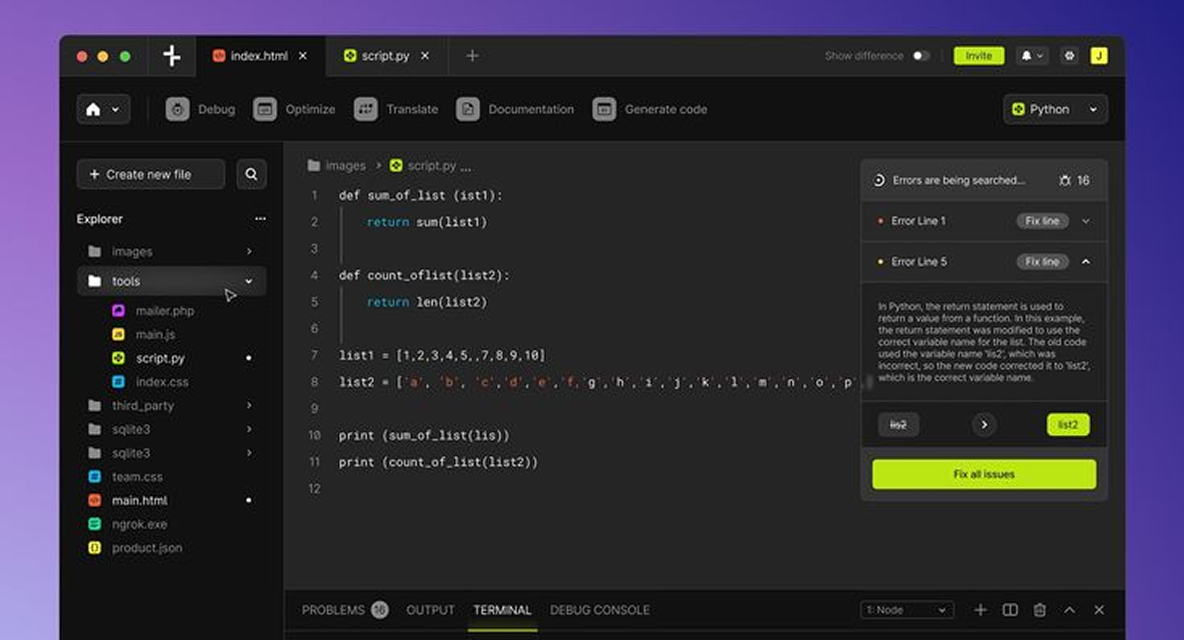 index.html
script.py
Show difference
Invite
J
Debug
Optimize
Translate
Documentation
Generate code
Python
Create new file
Explorer
images
tools
mailer.php
JS
main.js
script.py
index.css
third_party
sqlite3
sqlite3
team.css
main.html
ngrok.exe
product.json
images > script.py ...
1 def sum_of_list (ist1):
2 return sum(list1)
3
4 def count_oflist(list2):
5 return len(list2)
6
7 list1 = [1,2,3,4,5,,7,8,9,10]
8 list2 = ['a', 'b', 'c','d','e','f,'g','h','i','j','k','l','m','n','o','p',
9
10 print (sum_of_list(lis))
11 print (count_of_list(list2))
12
Errors are being searched... 16
Error Line 1 Fix line
Error Line 5 Fix line
In Python, the return statement is used to
return a value from a function. In this example,
the return statement was modified to use the
correct variable name for the list. The old code
used the variable name 'lis2', which was
incorrect, so the new code corrected it to 'list2',
which is the correct variable name.
lis2 list2
Fix all issues
PROBLEMS 16 OUTPUT TERMINAL DEBUG CONSOLE 1: Node